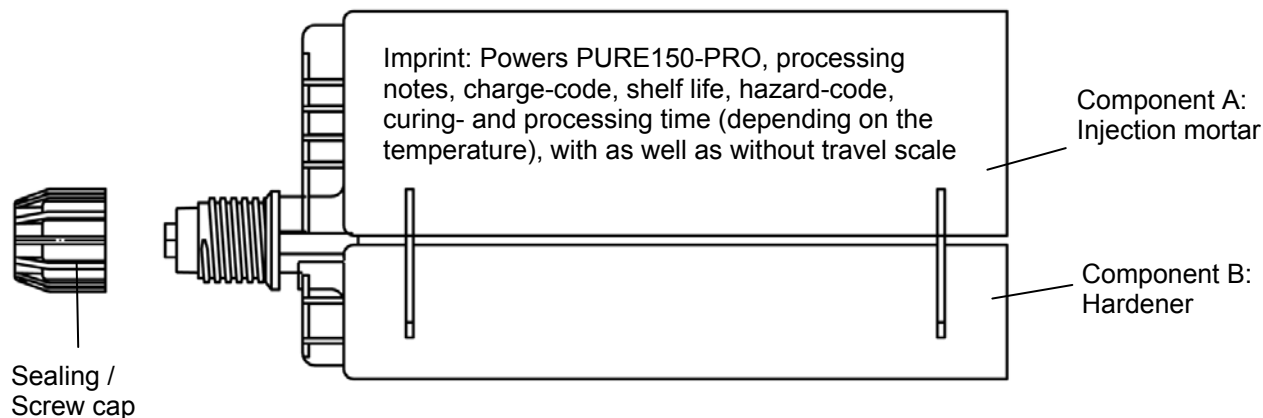 Imprint: Powers PURE150-PRO, processing
notes, charge-code, shelf life, hazard-code,
curing- and processing time (depending on the
temperature), with as well as without travel scale
Component A:
Injection mortar
Component B:
Hardener
Sealing /
Screw cap